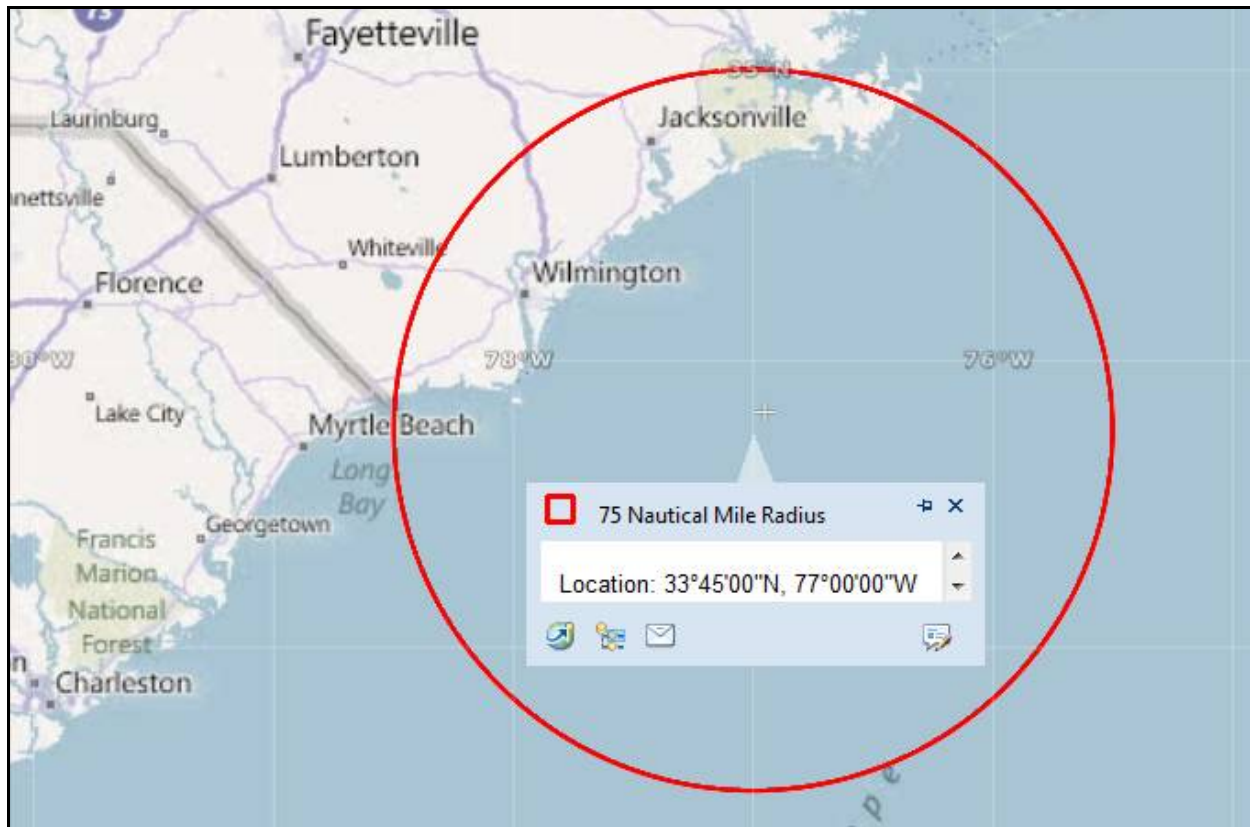 Fayetteville
35°N
Laurinburg
Jacksonville
Lumberton
Whiteville
Florence
Wilmington
78°W
76°W
Lake City
Myrtle Beach
Long
Bay
75 Nautical Mile Radius
Georgetown
Francis
Marion
National
Forest
Location: 33°45'00"N, 77°00'00"W
Charleston